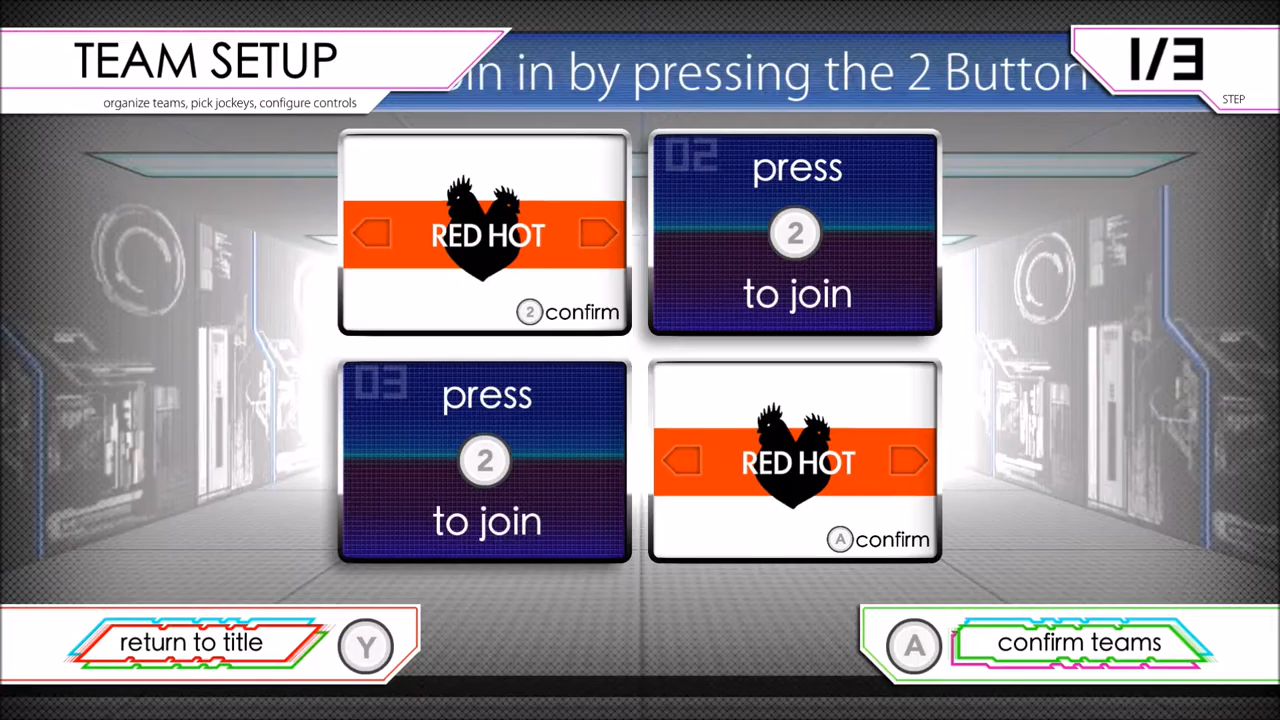 TEAM SETUP
organize teams, pick jockeys, configure controls
in in by pressing the 2 Button
1/3
STEP
RED HOT
2 confirm
02
press
2
to join
03
press
2
to join
RED HOT
A confirm
return to title
Y
A
confirm teams